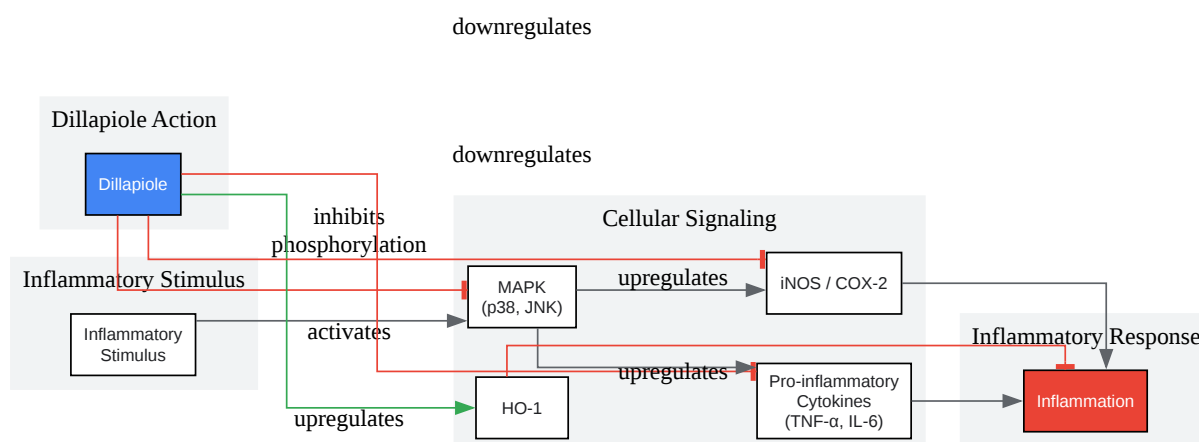 downregulates
Dillapiole Action
downregulates
Dillapiole
inhibits
phosphorylation
Cellular Signaling
Inflammatory Stimulus
MAPK
(p38, JNK)
upregulates
iNOS / COX-2
Inflammatory
Stimulus
activates
Inflammatory Response
upregulates
Pro-inflammatory
Cytokines
(TNF-α, IL-6)
HO-1
Inflammation
upregulates